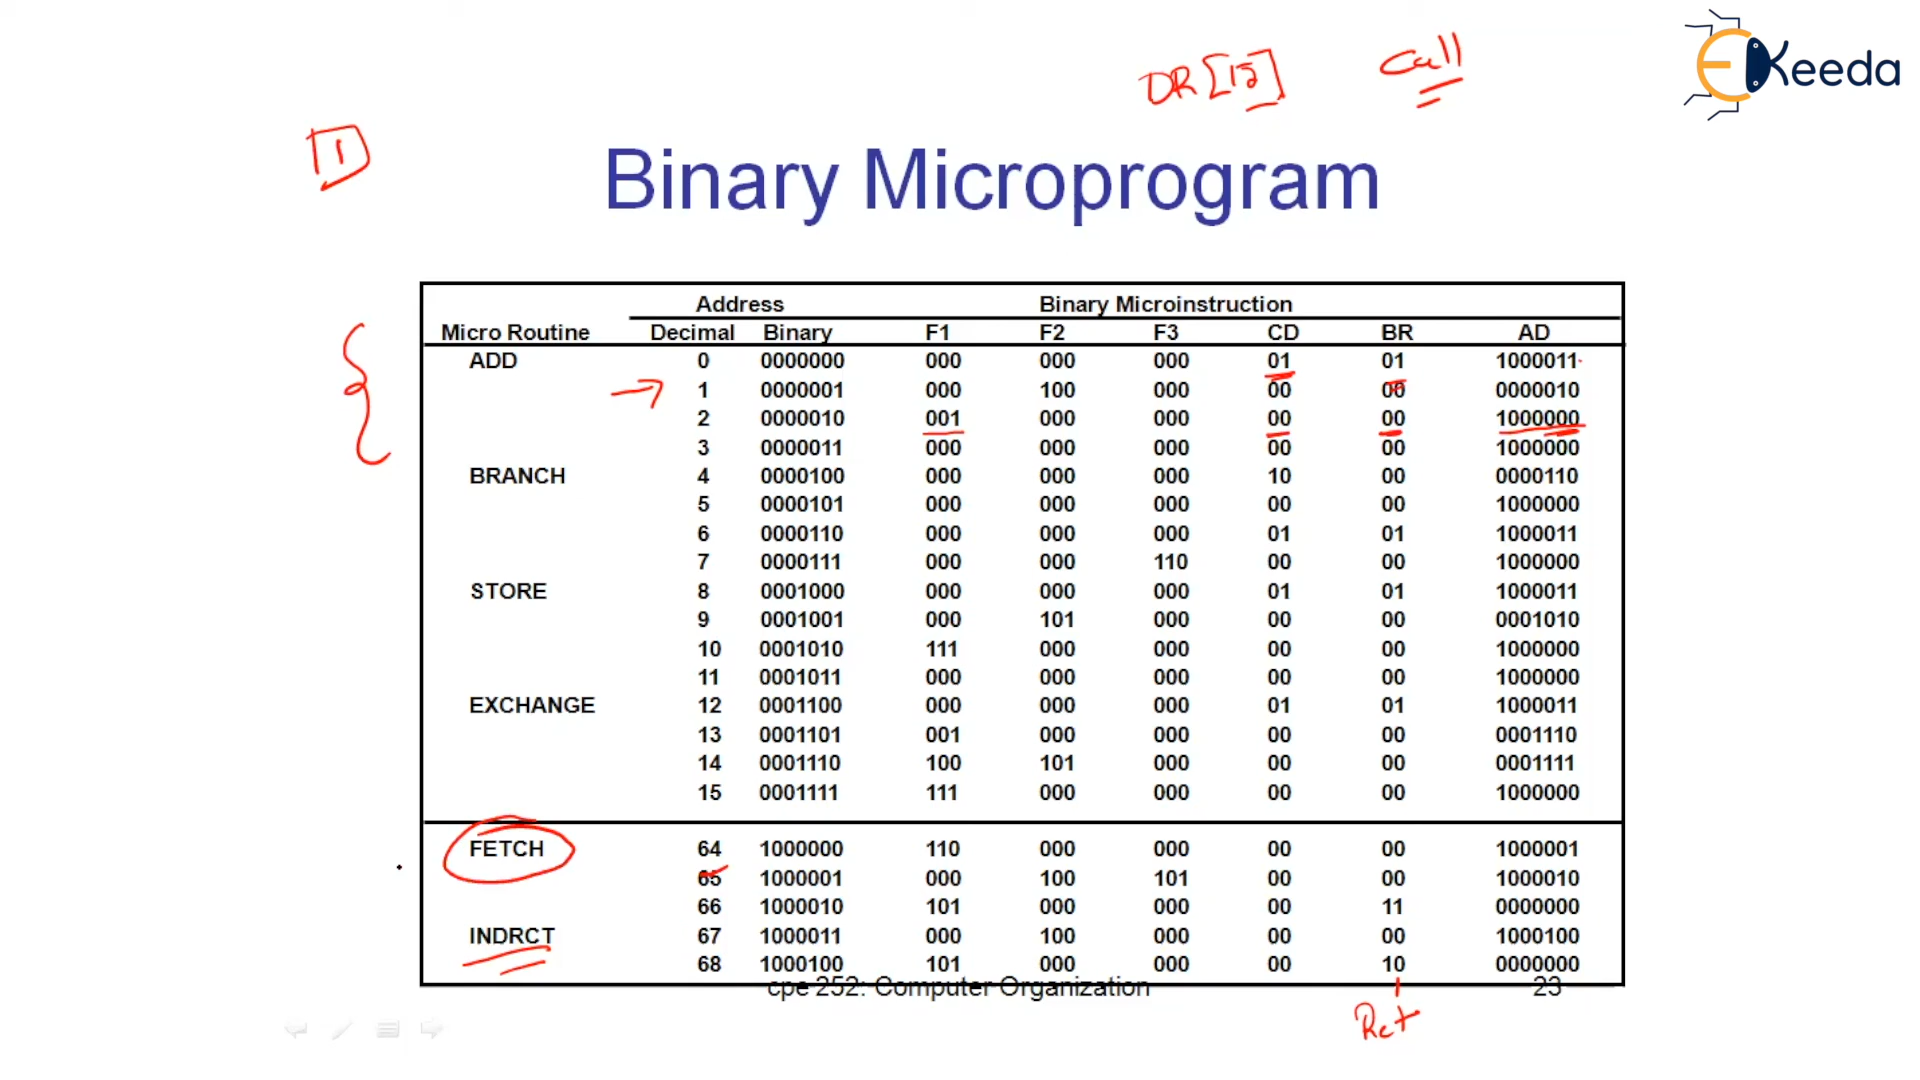 DR[15]
Call
Keeda
1
Binary Microprogram
Address Binary Microinstruction
Micro Routine Decimal Binary F1 F2 F3 CD BR AD
ADD 0 0000000 000 000 000 01 01 1000011
1 0000001 000 100 000 00 00 0000010
2 0000010 001 000 000 00 00 1000000
3 0000011 000 000 000 00 00 1000000
BRANCH 4 0000100 000 000 000 10 00 0000110
5 0000101 000 000 000 00 00 1000000
6 0000110 000 000 000 01 01 1000011
7 0000111 000 000 110 00 00 1000000
STORE 8 0001000 000 000 000 01 01 1000011
9 0001001 000 101 000 00 00 0001010
10 0001010 111 000 000 00 00 1000000
11 0001011 000 000 000 00 00 1000000
EXCHANGE 12 0001100 000 000 000 01 01 1000011
13 0001101 001 000 000 00 00 0001110
14 0001110 100 101 000 00 00 0001111
15 0001111 111 000 000 00 00 1000000
FETCH 64 1000000 110 000 000 00 00 1000001
65 1000001 000 100 101 00 00 1000010
66 1000010 101 000 000 00 11 0000000
INDRCT 67 1000011 000 100 000 00 00 1000100
68 1000100 101 000 000 00 10 0000000
cpe 252: Computer Organization 23
Ret